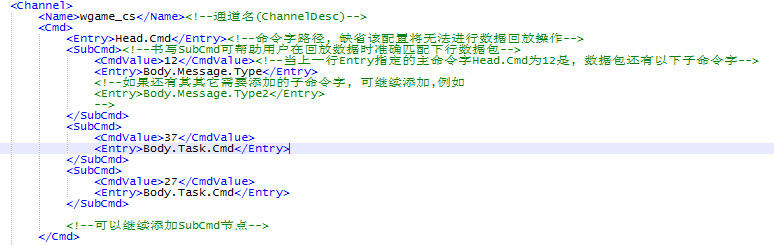 <Channel>
<Name>wgame_cs</Name><!--通道名(ChannelDesc)-->
<Cmd>
<Entry>Head.Cmd</Entry><!--命令字路径，缺省该配置将无法进行数据回放操作-->
<SubCmd><!--书写SubCmd可帮助用户在回放数据时准确匹配下行数据包-->
<CmdValue>12</CmdValue><!--当上一行Entry指定的主命令字Head.Cmd为12是，数据包还有以下子命令字-->
<Entry>Body.Message.Type</Entry>
<!--如果还有其其它需要添加的子命令字，可继续添加,例如
<Entry>Body.Message.Type2</Entry>
-->
</SubCmd>
<SubCmd>
<CmdValue>37</CmdValue>
<Entry>Body.Task.Cmd</Entry>
</SubCmd>
<SubCmd>
<CmdValue>27</CmdValue>
<Entry>Body.Task.Cmd</Entry>
</SubCmd>
<!--可以继续添加SubCmd节点-->
</Cmd>